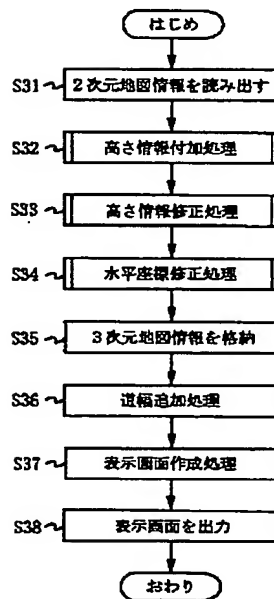 はじめ
S31 2次元地図情報を読み出す
S32 高さ情報付加処理
S33 高さ情報修正処理
S34 水平座標修正処理
S35 3次元地図情報を格納
S36 道幅追加処理
S37 表示画面作成処理
S38 表示画面を出力
おわり